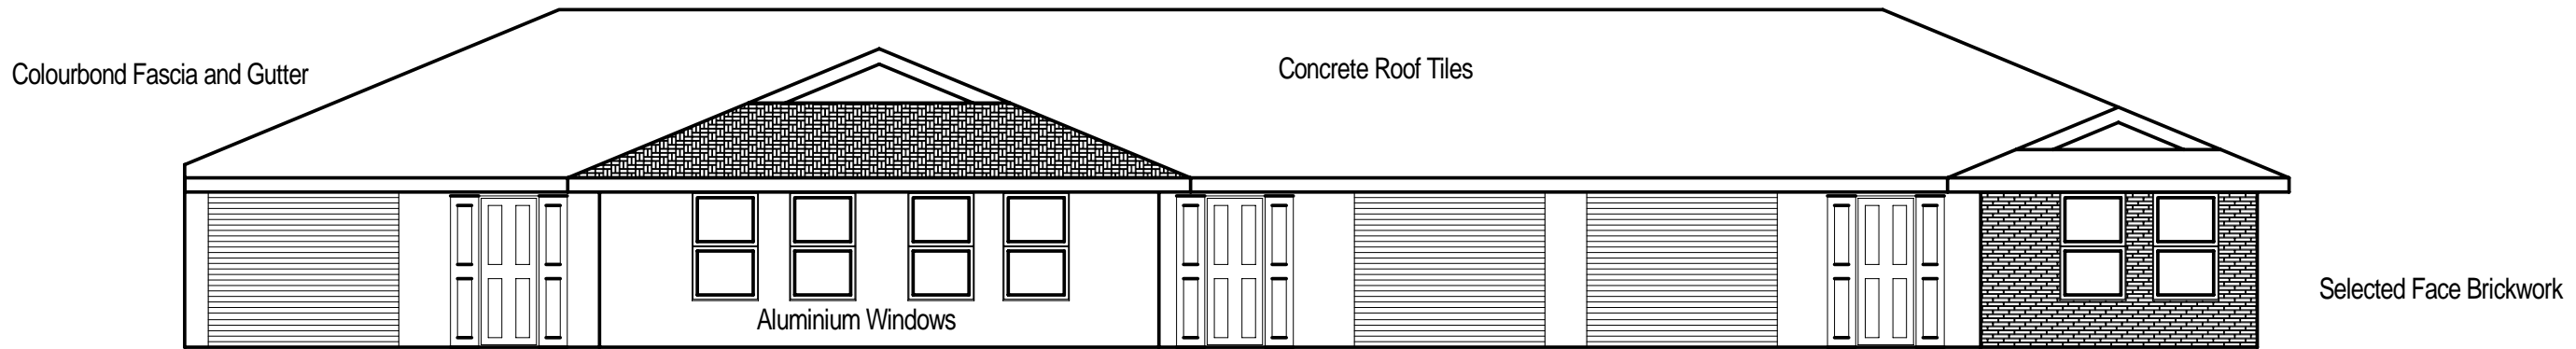 Colourbond Fascia and Gutter
Concrete Roof Tiles
Aluminium Windows
Selected Face Brickwork